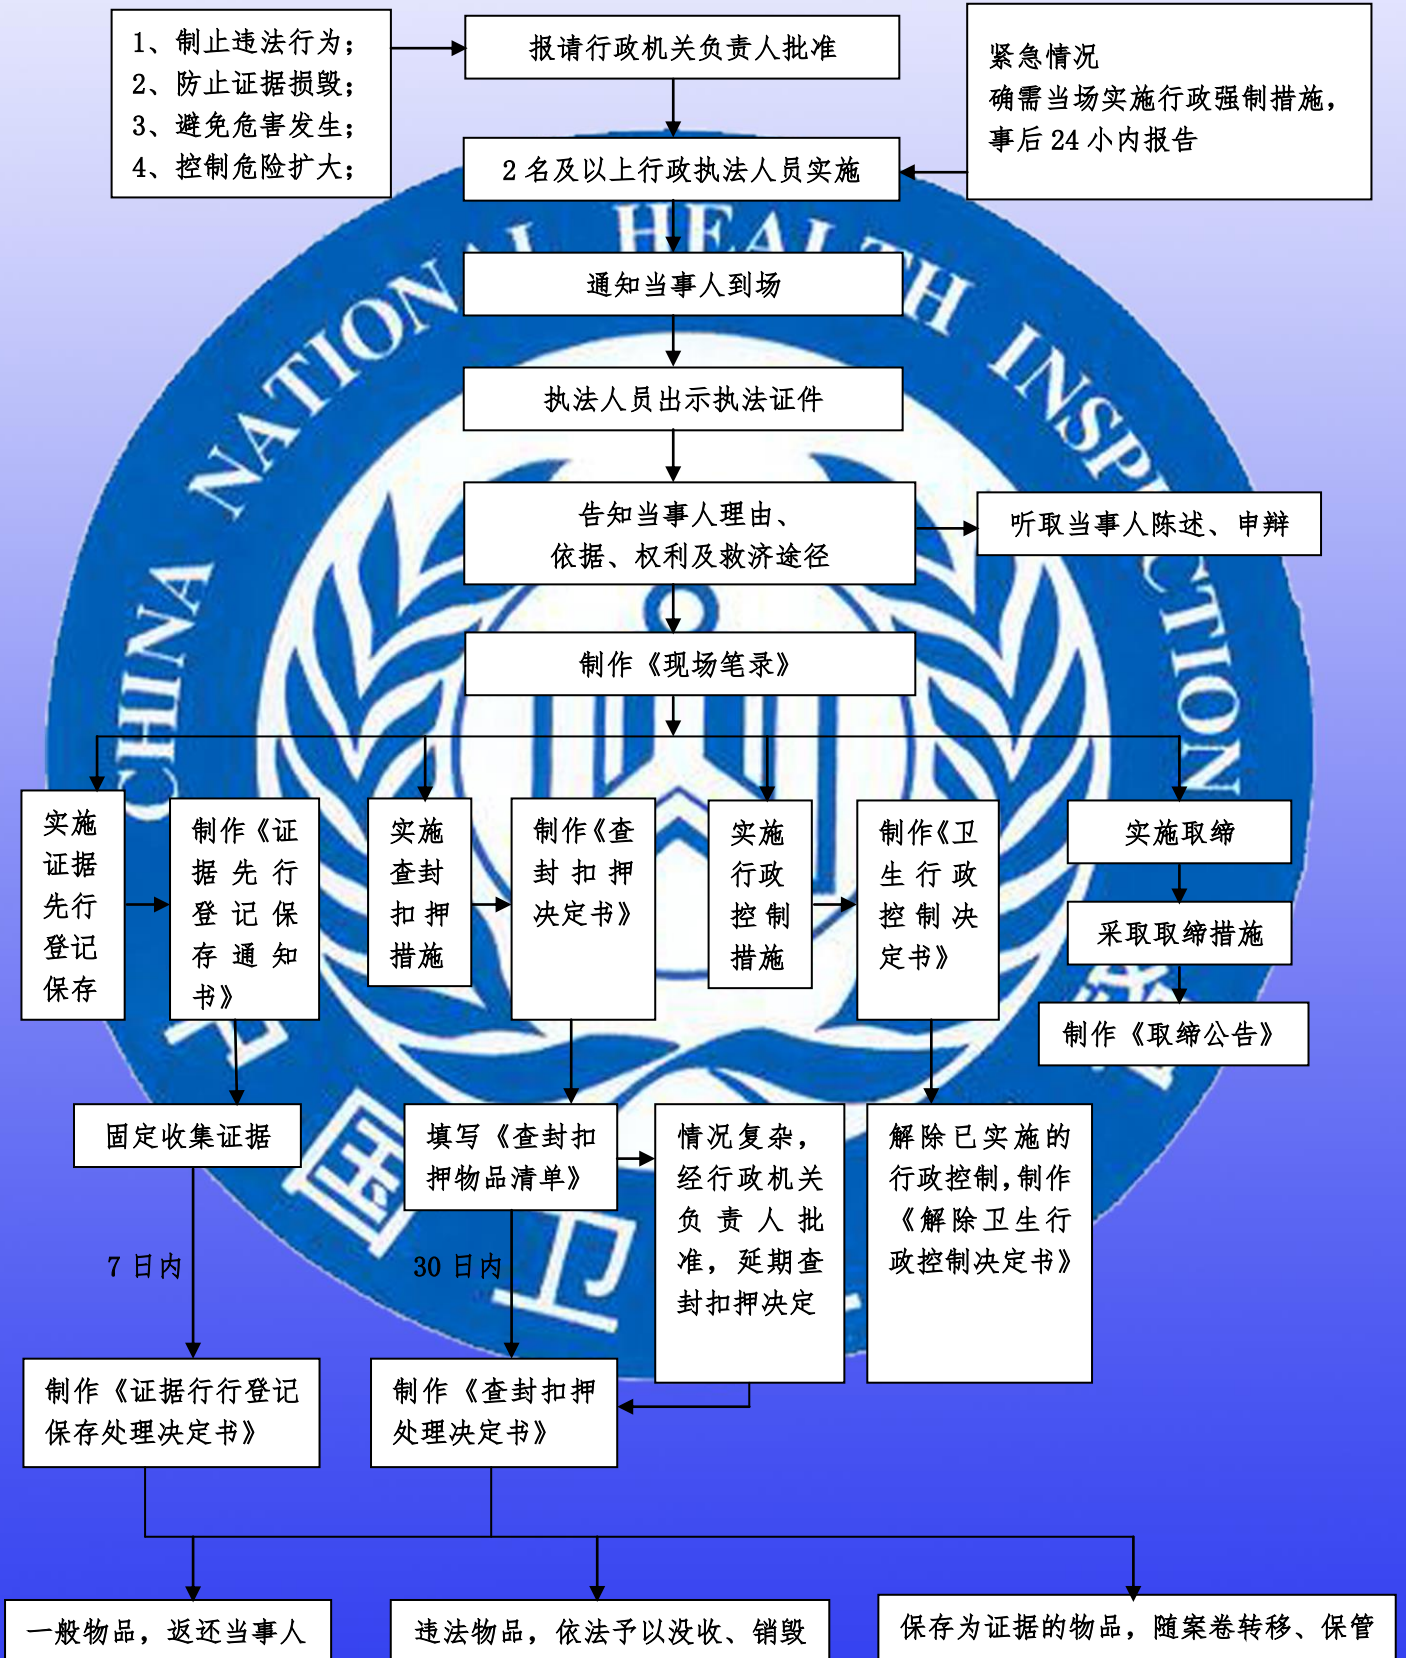 1、制止违法行为；
2、防止证据损毁；
3、避免危害发生；
4、控制危险扩大；
报请行政机关负责人批准
紧急情况
确需当场实施行政强制措施，
事后 24 小内报告
2 名及以上行政执法人员实施
通知当事人到场
执法人员出示执法证件
告知当事人理由、
依据、权利及救济途径
听取当事人陈述、申辩
制作《现场笔录》
实施
证据
先行
登记
保存
制作《证
据先行
登记保
存通知
书》
实施
查封
扣押
措施
制作《查
封扣押
决定书》
实施
行政
控制
措施
制作《卫
生行政
控制决
定书》
实施取缔
采取取缔措施
制作《取缔公告》
固定收集证据
填写《查封扣
押物品清单》
情况复杂，
经行政机关
负责人批
准，延期查
封扣押决定
解除已实施的
行政控制，制作
《解除卫生行
政控制决定书》
7 日内
30 日内
制作《证据行行登记
保存处理决定书》
制作《查封扣押
处理决定书》
一般物品，返还当事人
违法物品，依法予以没收、销毁
保存为证据的物品，随案卷转移、保管
CHINA NATIONAL HEALTH INSPECTION
国卫